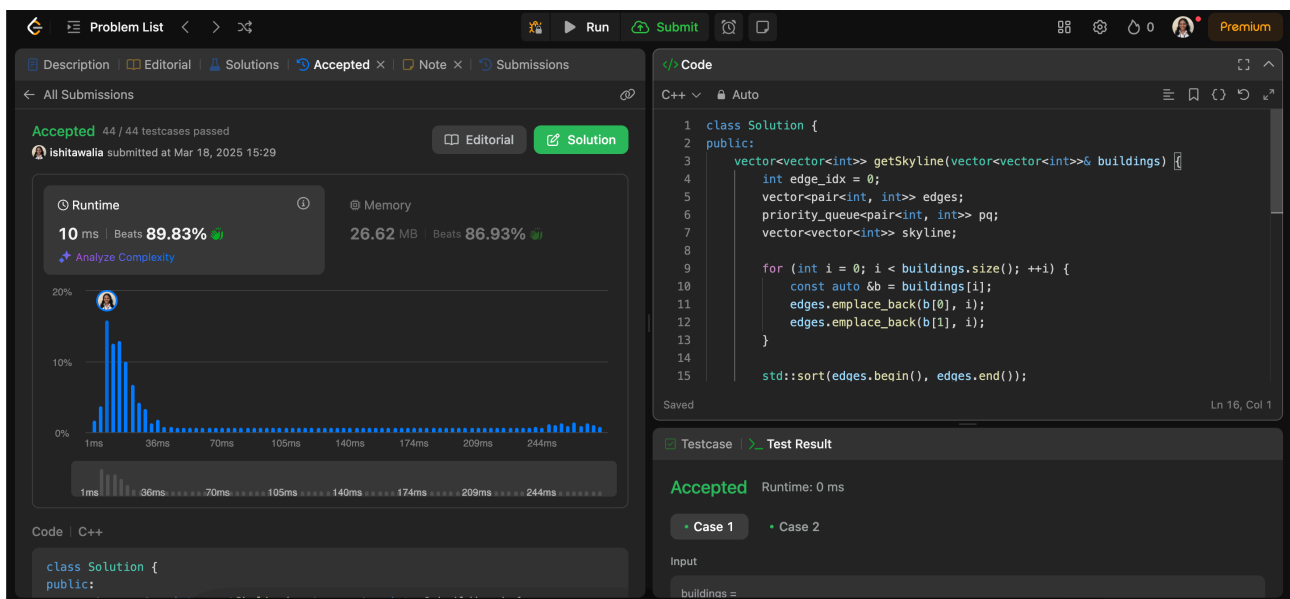 Problem List
Run
Submit
0
Premium
Description | Editorial | Solutions | Accepted × | Note × | Submissions
← All Submissions
Accepted 44 / 44 testcases passed
ishitawalia submitted at Mar 18, 2025 15:29
Editorial
Solution
Runtime
10 ms | Beats 89.83%
Analyze Complexity
Memory
26.62 MB | Beats 86.93%
20%
10%
0%
1ms 36ms 70ms 105ms 140ms 174ms 209ms 244ms
1ms 36ms 70ms 105ms 140ms 174ms 209ms 244ms
Code | C++
class Solution {
public:
</> Code
C++ Auto
1 class Solution {
2 public:
3 vector<vector<int>> getSkyline(vector<vector<int>>& buildings) {
4 int edge_idx = 0;
5 vector<pair<int, int>> edges;
6 priority_queue<pair<int, int>> pq;
7 vector<vector<int>> skyline;
8
9 for (int i = 0; i < buildings.size(); ++i) {
10 const auto &b = buildings[i];
11 edges.emplace_back(b[0], i);
12 edges.emplace_back(b[1], i);
13 }
14
15 std::sort(edges.begin(), edges.end());
Saved
Ln 16, Col 1
Testcase | >_ Test Result
Accepted Runtime: 0 ms
• Case 1 • Case 2
Input
buildings =